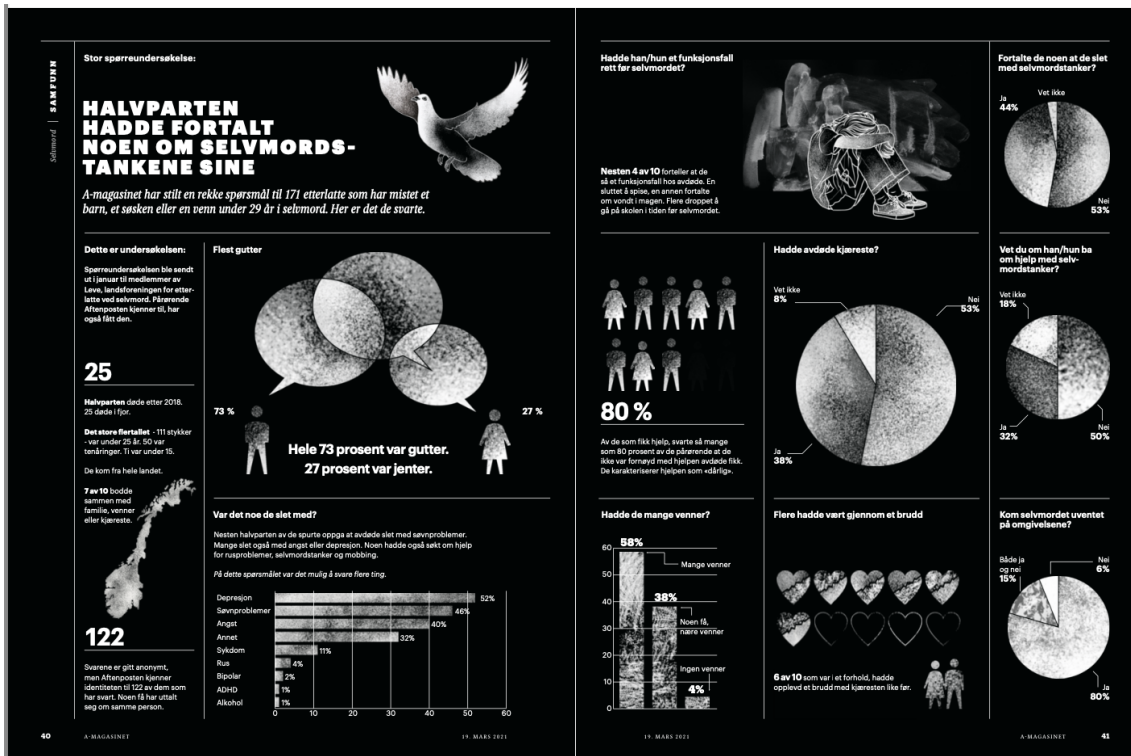 Selvmord | SAMFUNN
Stor spørreundersøkelse:
HALVPARTEN
HADDE FORTALT
NOEN OM SELVMORDS-
TANKENE SINE
A-magasinet har stilt en rekke spørsmål til 171 etterlatte som har mistet et
barn, et søsken eller en venn under 29 år i selvmord. Her er det de svarte.
Dette er undersøkelsen:
Spørreundersøkelsen ble sendt
ut i januar til medlemmer av
Leve, landsforeningen for etter-
latte ved selvmord. Pårørende
Aftenposten kjenner til, har
også fått den.
25
Halvparten døde etter 2018.
25 døde i fjor.
Det store flertallet - 111 stykker
- var under 25 år. 50 var
tenåringer. Ti var under 15.
De kom fra hele landet.
7 av 10 bodde
sammen med
familie, venner
eller kjæreste.
122
Svarene er gitt anonymt,
men Aftenposten kjenner
identiteten til 122 av dem som
har svart. Noen få har uttalt
seg om samme person.
Flest gutter
73 %
27 %
Hele 73 prosent var gutter.
27 prosent var jenter.
Var det noe de slet med?
Nesten halvparten av de spurte oppga at avdøde slet med søvnproblemer.
Mange slet også med angst eller depresjon. Noen hadde også søkt om hjelp
for rusproblemer, selvmordstanker og mobbing.
På dette spørsmålet var det mulig å svare flere ting.
Depresjon 52%
Søvnproblemer 46%
Angst 40%
Annet 32%
Sykdom 11%
Rus 4%
Bipolar 2%
ADHD 1%
Alkohol 1%
0 10 20 30 40 50 60
40 A-MAGASINET 19. MARS 2021
Hadde han/hun et funksjonsfall
rett før selvmordet?
Nesten 4 av 10 forteller at de
så et funksjonsfall hos avdøde. En
sluttet å spise, en annen fortalte
om vondt i magen. Flere droppet å
gå på skolen i tiden før selvmordet.
80 %
Av de som fikk hjelp, svarte så mange
som 80 prosent av de pårørende at de
ikke var fornøyd med hjelpen avdøde fikk.
De karakteriserer hjelpen som «dårlig».
Hadde avdøde kjæreste?
Vet ikke
8%
Nei
53%
Ja
38%
Hadde de mange venner?
60
50
40
30
20
10
0
58%
Mange venner
38%
Noen få,
nære venner
Ingen venner
4%
Flere hadde vært gjennom et brudd
6 av 10 som var i et forhold, hadde
opplevd et brudd med kjæresten like før.
Fortalte de noen at de slet
med selvmordstanker?
Vet ikke
Ja
44%
Nei
53%
Vet du om han/hun ba
om hjelp med selv-
mordstanker?
Vet ikke
18%
Ja
32%
Nei
50%
Kom selvmordet uventet
på omgivelsene?
Både ja
og nei
15%
Nei
6%
Ja
80%
19. MARS 2021 A-MAGASINET 41